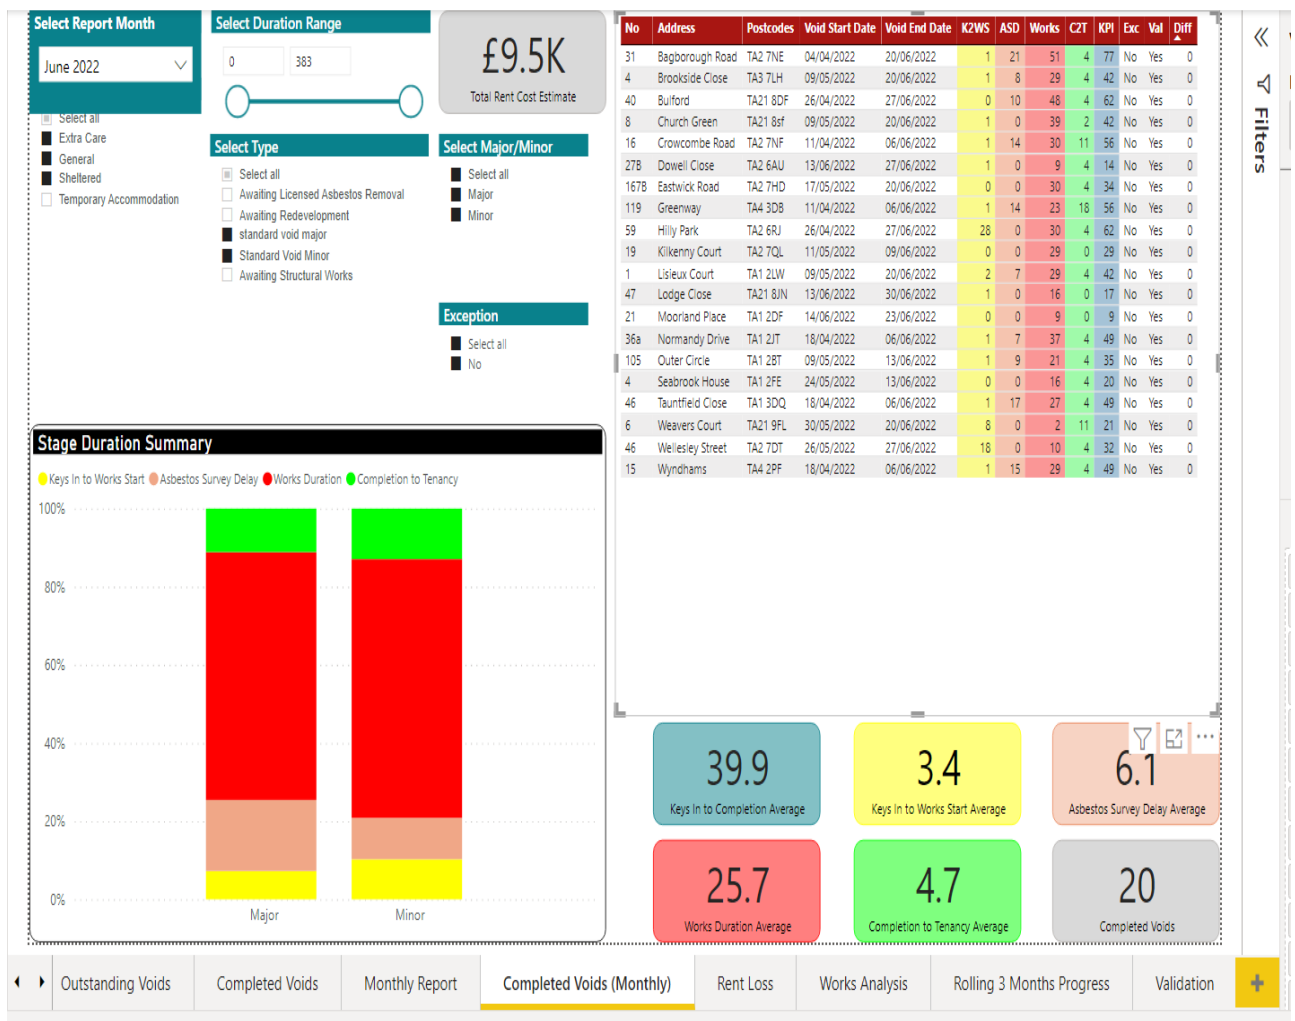 Select Report Month
June 2022
Select all
Extra Care
General
Sheltered
Temporary Accommodation
Select Duration Range
0 383
£9.5K
Total Rent Cost Estimate
Select Type
Select all
Awaiting Licensed Asbestos Removal
Awaiting Redevelopment
standard void major
Standard Void Minor
Awaiting Structural Works
Select Major/Minor
Select all
Major
Minor
Exception
Select all
No
No Address Postcodes Void Start Date Void End Date K2WS ASD Works C2T KPI Exc Val Diff
31 Bagborough Road TA2 7NE 04/04/2022 20/06/2022 1 21 51 4 77 No Yes 0
4 Brookside Close TA3 7LH 09/05/2022 20/06/2022 1 8 29 4 42 No Yes 0
40 Bulford TA21 8DF 26/04/2022 27/06/2022 0 10 48 4 62 No Yes 0
8 Church Green TA21 8sf 09/05/2022 20/06/2022 1 0 39 2 42 No Yes 0
16 Crowcombe Road TA2 7NF 11/04/2022 06/06/2022 1 14 30 11 56 No Yes 0
27B Dowell Close TA2 6AU 13/06/2022 27/06/2022 1 0 9 4 14 No Yes 0
167B Eastwick Road TA2 7HD 17/05/2022 20/06/2022 0 0 30 4 34 No Yes 0
119 Greenway TA4 3DB 11/04/2022 06/06/2022 1 14 23 18 56 No Yes 0
59 Hilly Park TA2 6RJ 26/04/2022 27/06/2022 28 0 30 4 62 No Yes 0
19 Kilkenny Court TA2 7QL 11/05/2022 09/06/2022 0 0 29 0 29 No Yes 0
1 Lisieux Court TA1 2LW 09/05/2022 20/06/2022 2 7 29 4 42 No Yes 0
47 Lodge Close TA21 8JN 13/06/2022 30/06/2022 1 0 16 0 17 No Yes 0
21 Moorland Place TA1 2DF 14/06/2022 23/06/2022 0 0 9 0 9 No Yes 0
36a Normandy Drive TA1 2JT 18/04/2022 06/06/2022 1 7 37 4 49 No Yes 0
105 Outer Circle TA1 2BT 09/05/2022 13/06/2022 1 9 21 4 35 No Yes 0
4 Seabrook House TA1 2FE 24/05/2022 13/06/2022 0 0 16 4 20 No Yes 0
46 Tauntfield Close TA1 3DQ 18/04/2022 06/06/2022 1 17 27 4 49 No Yes 0
6 Weavers Court TA21 9FL 30/05/2022 20/06/2022 8 0 2 11 21 No Yes 0
46 Wellesley Street TA2 7DT 26/05/2022 27/06/2022 18 0 10 4 32 No Yes 0
15 Wyndhams TA4 2PF 18/04/2022 06/06/2022 1 15 29 4 49 No Yes 0
Filters
Stage Duration Summary
Keys In to Works Start Asbestos Survey Delay Works Duration Completion to Tenancy
100%
80%
60%
40%
20%
0%
Major Minor
39.9
Keys In to Completion Average
3.4
Keys In to Works Start Average
6.1
Asbestos Survey Delay Average
25.7
Works Duration Average
4.7
Completion to Tenancy Average
20
Completed Voids
Outstanding Voids Completed Voids Monthly Report Completed Voids (Monthly) Rent Loss Works Analysis Rolling 3 Months Progress Validation